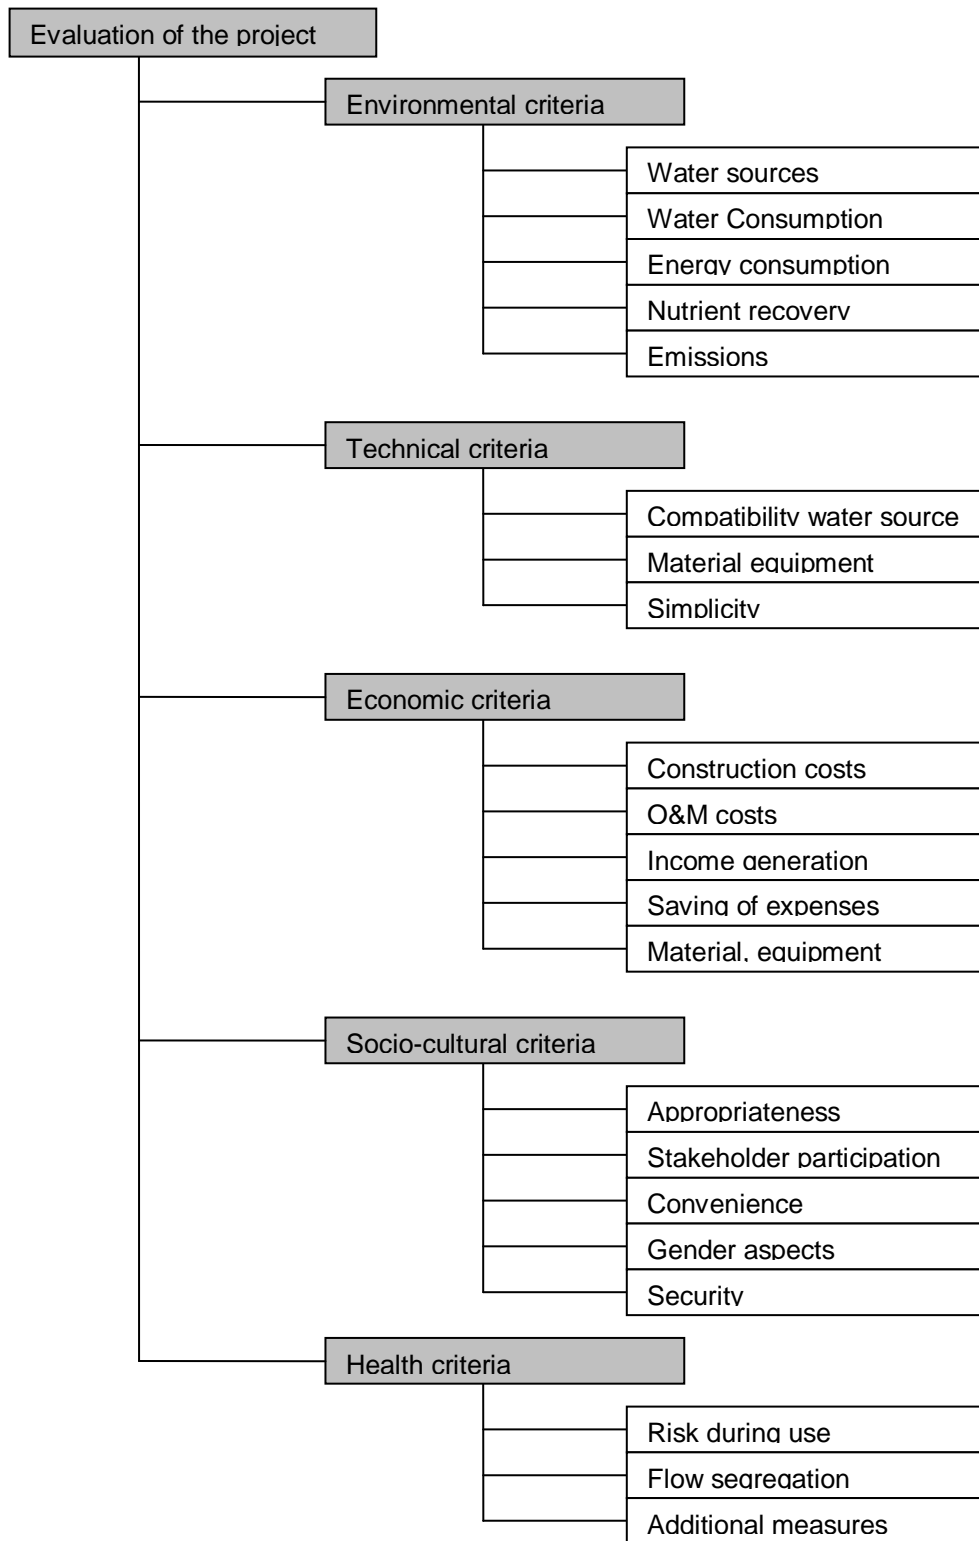 Evaluation of the project
Environmental criteria
Water sources
Water Consumption
Energy consumption
Nutrient recovery
Emissions
Technical criteria
Compatibility water source
Material equipment
Simplicity
Economic criteria
Construction costs
O&M costs
Income generation
Saving of expenses
Material, equipment
Socio-cultural criteria
Appropriateness
Stakeholder participation
Convenience
Gender aspects
Security
Health criteria
Risk during use
Flow segregation
Additional measures